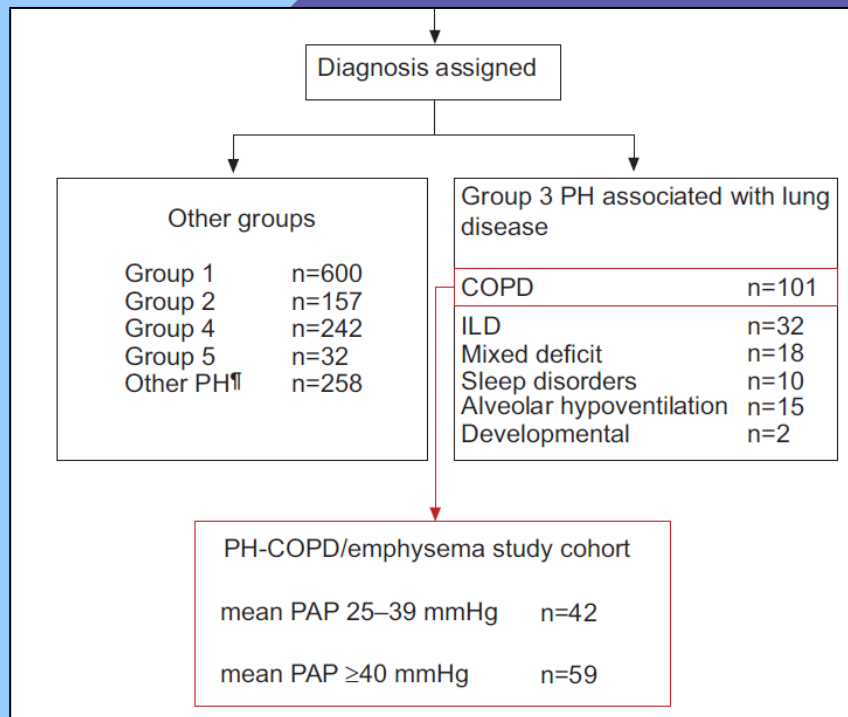 Diagnosis assigned
Other groups
Group 1 n=600
Group 2 n=157
Group 4 n=242
Group 5 n=32
Other PH¶ n=258
Group 3 PH associated with lung
disease
COPD n=101
ILD n=32
Mixed deficit n=18
Sleep disorders n=10
Alveolar hypoventilation n=15
Developmental n=2
PH-COPD/emphysema study cohort
mean PAP 25–39 mmHg n=42
mean PAP ≥40 mmHg n=59